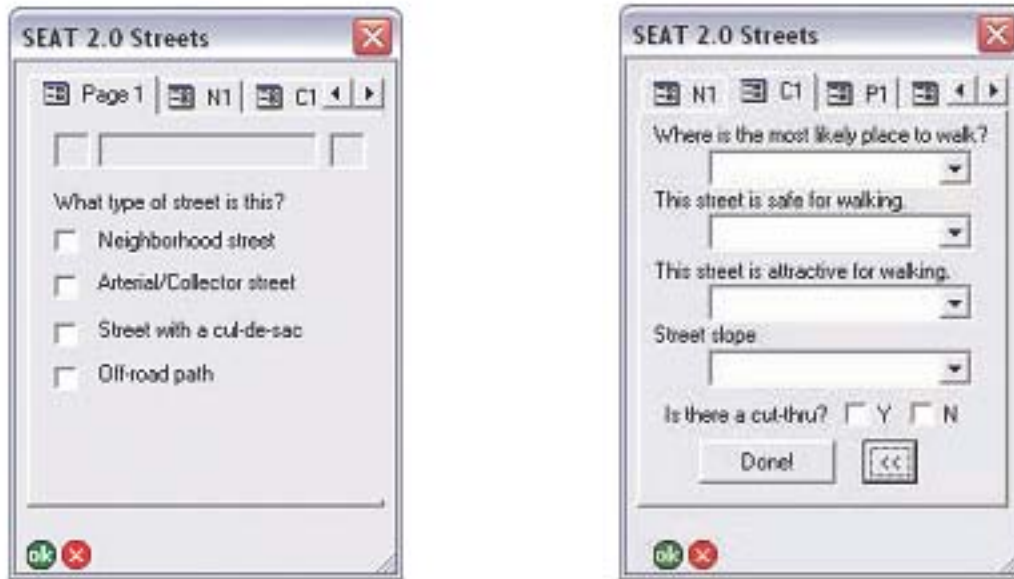 SEAT 2.0 Streets
Page 1 N1 C1
What type of street is this?
Neighborhood street
Arterial/Collector street
Street with a cul-de-sac
Off-road path
ok
SEAT 2.0 Streets
N1 C1 P1
Where is the most likely place to walk?
This street is safe for walking.
This street is attractive for walking.
Street slope
Is there a cut-thru? Y N
Done! <<
ok